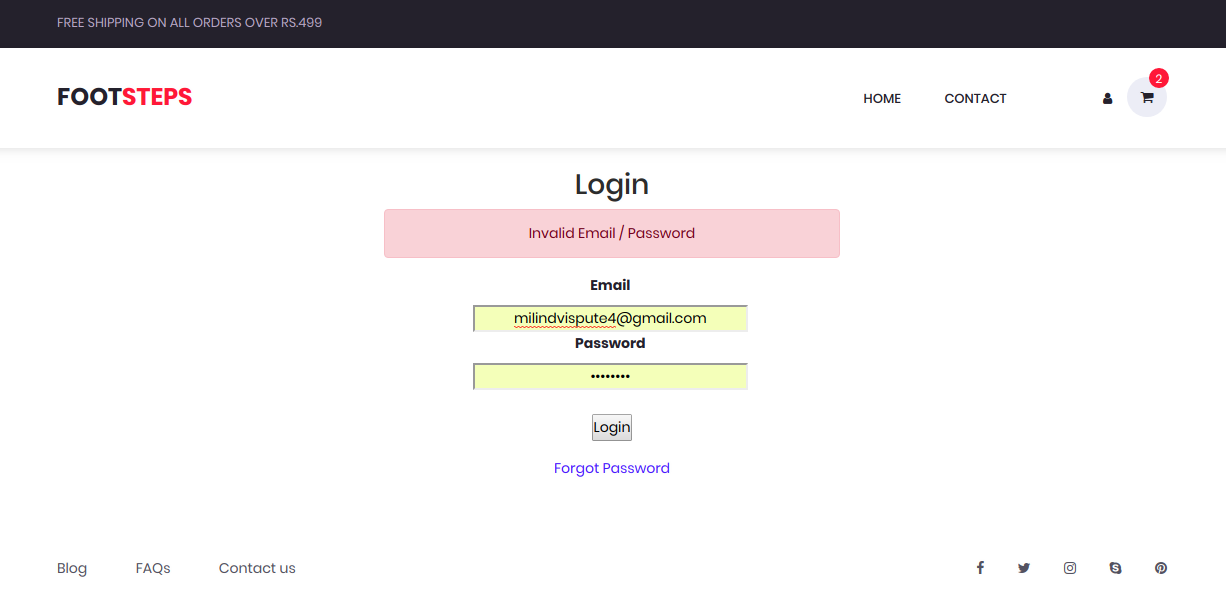 FREE SHIPPING ON ALL ORDERS OVER RS.499
FOOTSTEPS
HOME CONTACT 2
Login
Invalid Email / Password
Email
milindvispute4@gmail.com
Password
••••••••
Login
Forgot Password
Blog FAQs Contact us